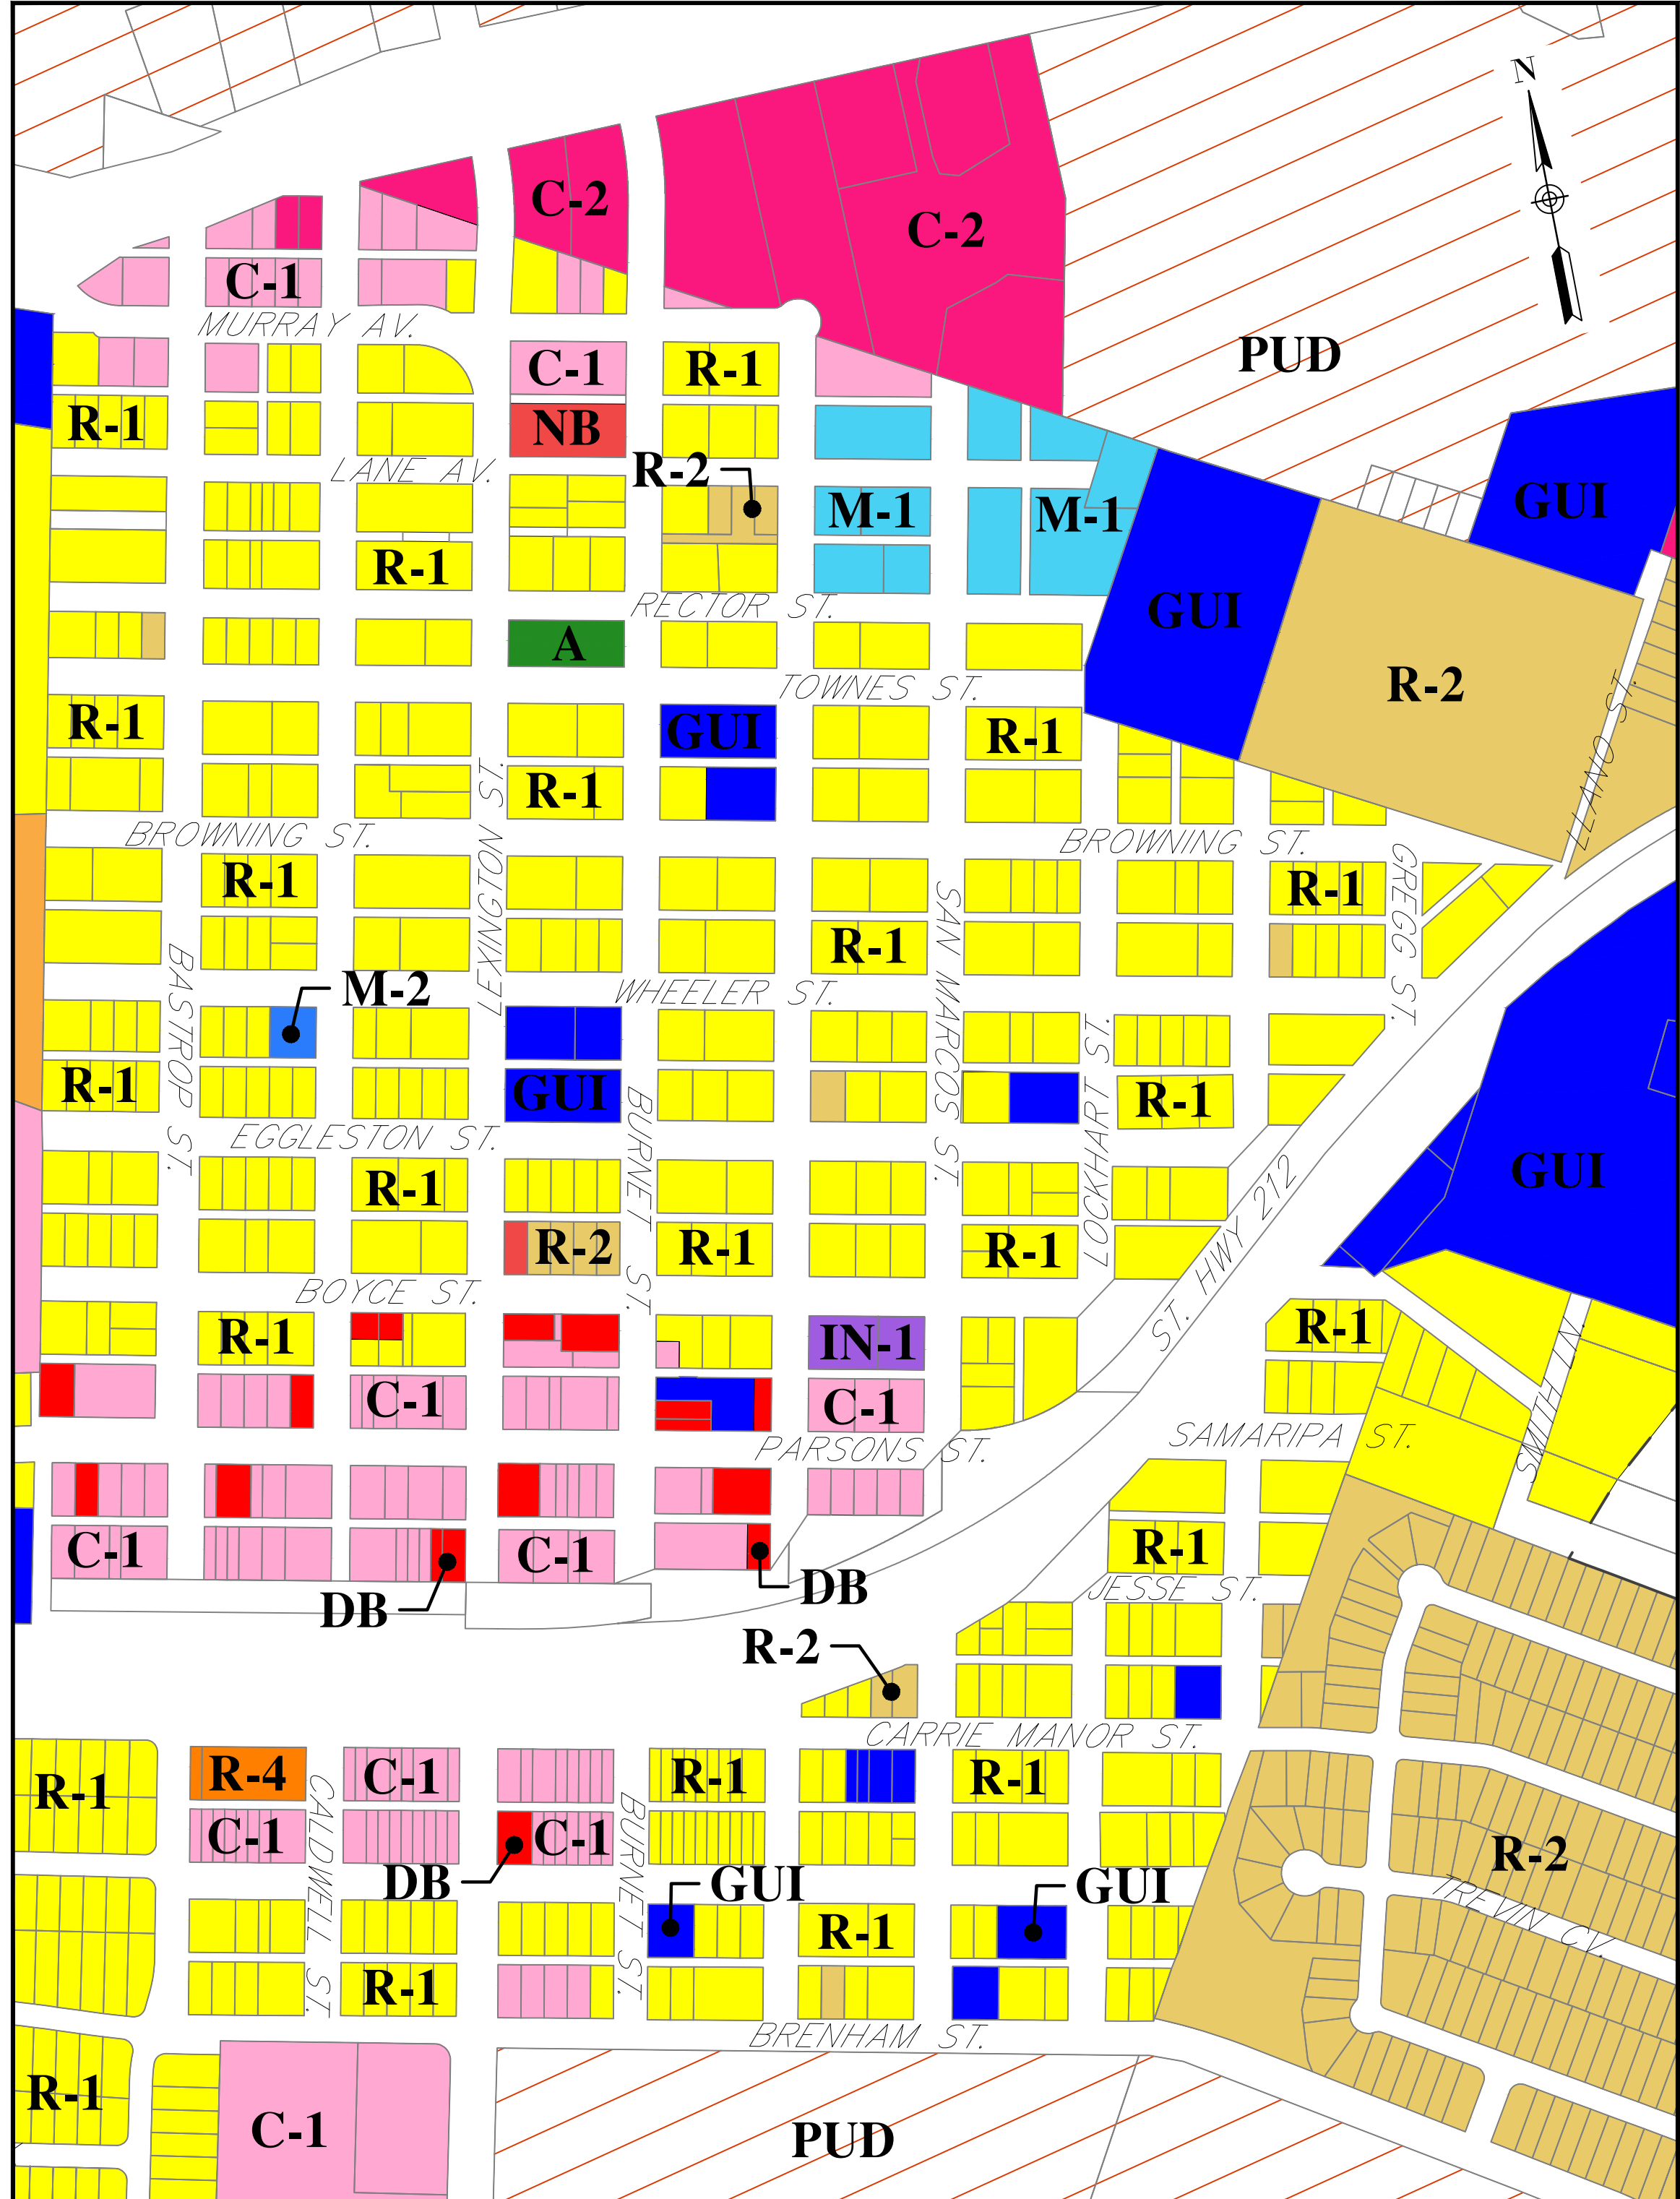 N
C-2
C-2
C-1
MURRAY AV.
PUD
C-1
R-1
R-1
NB
LANE AV.
R-2
GUI
M-1
M-1
R-1
RECTOR ST.
GUI
A
TOWNES ST.
R-2
LLANO ST.
R-1
GUI
R-1
LEXINGTON ST.
R-1
BROWNING ST.
BROWNING ST.
R-1
R-1
GREGG ST.
R-1
SAN MARCOS ST.
BASTROP ST.
M-2
WHEELER ST.
R-1
GUI
BURNET ST.
LOCKHART ST.
R-1
EGGLESTON ST.
GUI
R-1
R-2
R-1
R-1
ST. HWY 212
BOYCE ST.
R-1
IN-1
R-1
C-1
C-1
N.
SMITH
PARSONS ST.
SAMARIPA ST.
C-1
C-1
R-1
DB
DB
JESSE ST.
R-2
CARRIE MANOR ST.
R-1
R-4
C-1
R-1
R-1
CALDWELL ST.
BURNET ST.
C-1
C-1
R-2
DB
GUI
GUI
TREVIN CV.
R-1
R-1
BRENHAM ST.
R-1
C-1
PUD